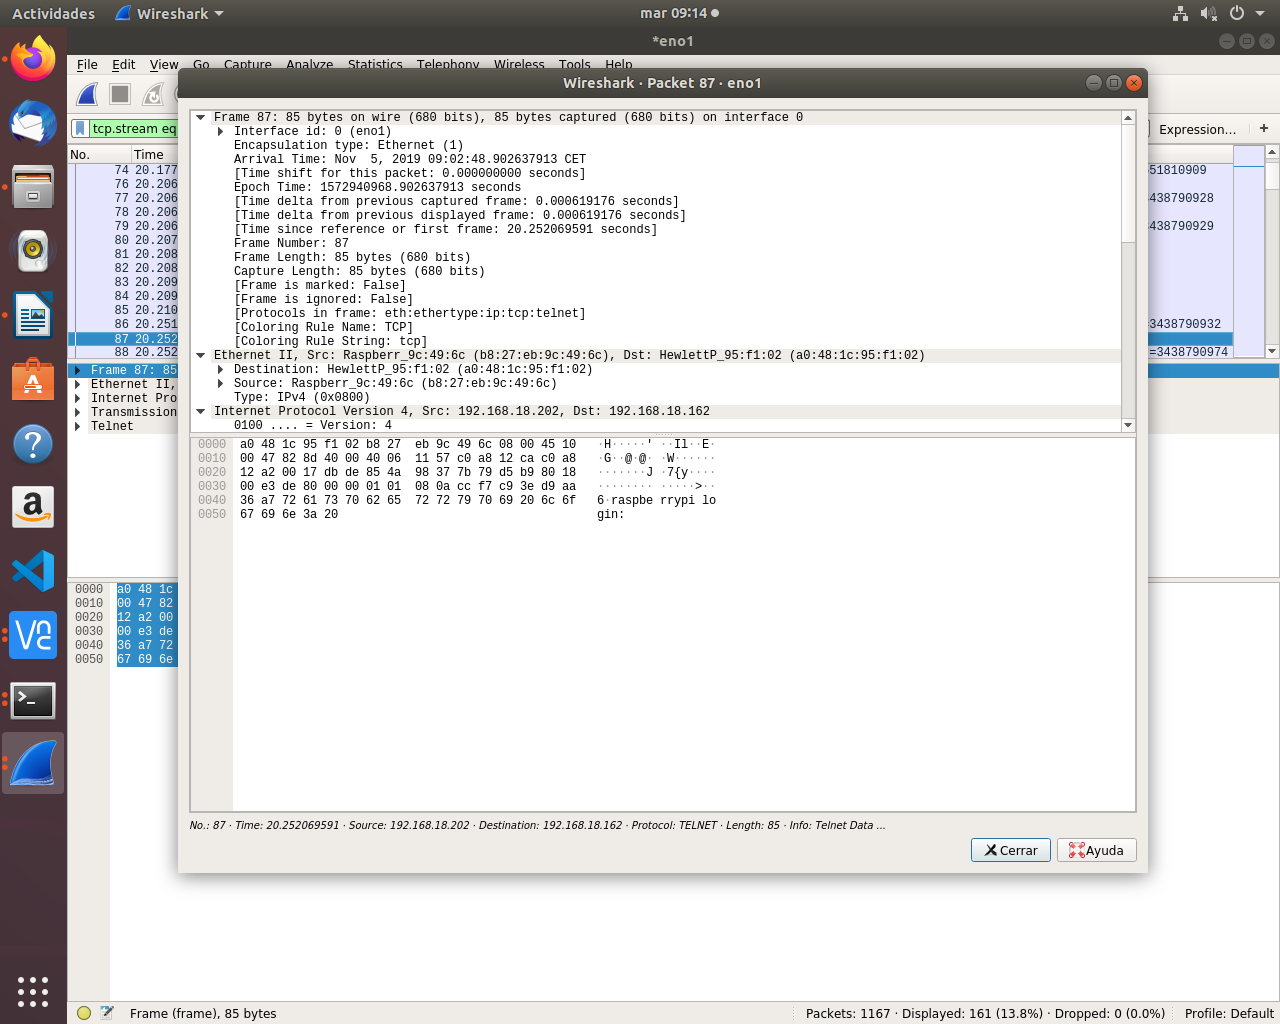 Actividades Wireshark mar 09:14
*eno1
File Edit View Go Capture Analyze Statistics Telephony Wireless Tools Help
Wireshark · Packet 87 · eno1
tcp.stream eq
Expression... +
No. Time
74 20.177
76 20.206
77 20.206
78 20.206
79 20.206
80 20.207
81 20.208
82 20.208
83 20.209
84 20.209
85 20.210
86 20.251
87 20.252
88 20.252
51810909
438790928
438790929
3438790932
=3438790974
Frame 87: 85
Ethernet II,
Internet Pro
Transmission
Telnet
Frame 87: 85 bytes on wire (680 bits), 85 bytes captured (680 bits) on interface 0
Interface id: 0 (eno1)
Encapsulation type: Ethernet (1)
Arrival Time: Nov  5, 2019 09:02:48.902637913 CET
[Time shift for this packet: 0.000000000 seconds]
Epoch Time: 1572940968.902637913 seconds
[Time delta from previous captured frame: 0.000619176 seconds]
[Time delta from previous displayed frame: 0.000619176 seconds]
[Time since reference or first frame: 20.252069591 seconds]
Frame Number: 87
Frame Length: 85 bytes (680 bits)
Capture Length: 85 bytes (680 bits)
[Frame is marked: False]
[Frame is ignored: False]
[Protocols in frame: eth:ethertype:ip:tcp:telnet]
[Coloring Rule Name: TCP]
[Coloring Rule String: tcp]
Ethernet II, Src: Raspberr_9c:49:6c (b8:27:eb:9c:49:6c), Dst: HewlettP_95:f1:02 (a0:48:1c:95:f1:02)
Destination: HewlettP_95:f1:02 (a0:48:1c:95:f1:02)
Source: Raspberr_9c:49:6c (b8:27:eb:9c:49:6c)
Type: IPv4 (0x0800)
Internet Protocol Version 4, Src: 192.168.18.202, Dst: 192.168.18.162
0100 .... = Version: 4
0000 a0 48 1c 95 f1 02 b8 27 eb 9c 49 6c 08 00 45 10 ·H·····' ··Il··E·
0010 00 47 82 8d 40 00 40 06 11 57 c0 a8 12 ca c0 a8 ·G··@·@· ·W······
0020 12 a2 00 17 db de 85 4a 98 37 7b 79 d5 b9 80 18 ·······J ·7{y····
0030 00 e3 de 80 00 00 01 01 08 0a cc f7 c9 3e d9 aa ········ ·····>··
0040 36 a7 72 61 73 70 62 65 72 72 79 70 69 20 6c 6f 6·raspbe rrypi lo
0050 67 69 6e 3a 20 gin:
0000 a0 48 1c
0010 00 47 82
0020 12 a2 00
0030 00 e3 de
0040 36 a7 72
0050 67 69 6e
No.: 87 · Time: 20.252069591 · Source: 192.168.18.202 · Destination: 192.168.18.162 · Protocol: TELNET · Length: 85 · Info: Telnet Data ...
Cerrar Ayuda
Frame (frame), 85 bytes Packets: 1167 · Displayed: 161 (13.8%) · Dropped: 0 (0.0%) Profile: Default